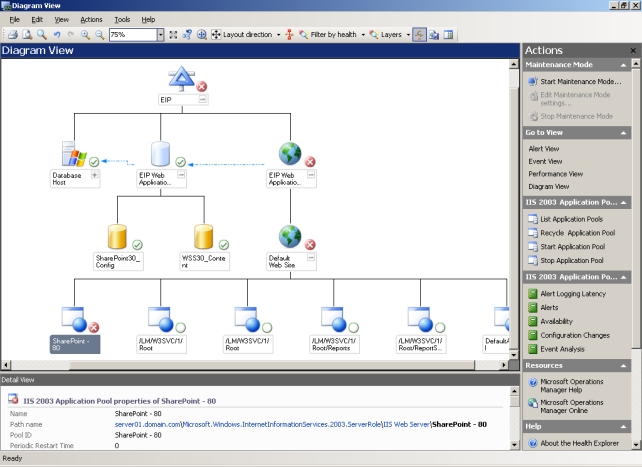 Diagram View
File Edit View Actions Tools Help
75% Layout direction Filter by health Layers
Diagram View
EIP
Database Host
EIP Web Applicatio...
EIP Web Applicatio...
SharePoint30_
Config
WSS30_Conte
nt
Default Web Site
SharePoint - 80
/LM/W3SVC/1/
Root
/LM/W3SVC/1/
Root
/LM/W3SVC/1/
Root/Reports
/LM/W3SVC/1/
Root/ReportS...
DefaultA
l
Actions
Maintenance Mode
Start Maintenance Mode...
Edit Maintenance Mode
settings...
Stop Maintenance Mode
Go to View
Alert View
Event View
Performance View
Diagram View
IIS 2003 Application Po...
List Application Pools
Recycle Application Pool
Start Application Pool
Stop Application Pool
IIS 2003 Application Po...
Alert Logging Latency
Alerts
Availability
Configuration Changes
Event Analysis
Resources
Microsoft Operations
Manager Help
Microsoft Operations
Manager Online
Help
About the Health Explorer
Detail View
IIS 2003 Application Pool properties of SharePoint - 80
Name SharePoint - 80
Path name server01.domain.com\Microsoft.Windows.InternetInformationServices.2003.ServerRole\IIS Web Server\SharePoint - 80
Pool ID SharePoint - 80
Periodic Restart Time 0
Ready